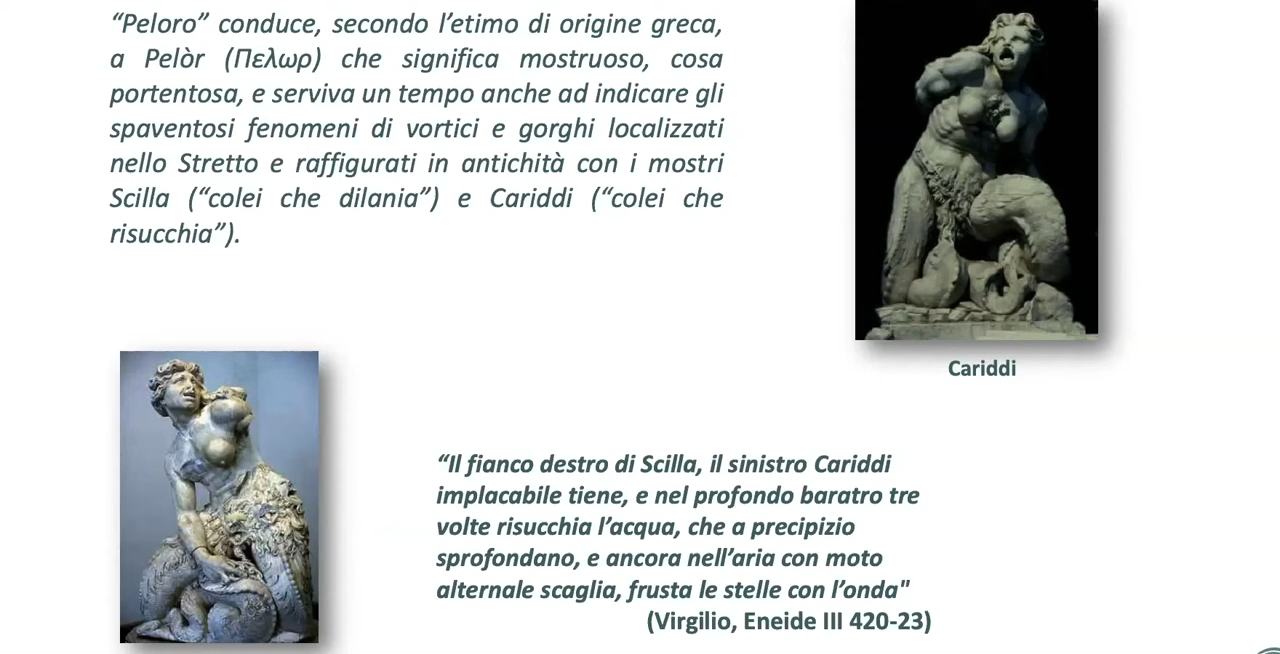 “Peloro” conduce, secondo l’etimo di origine greca,
a Pelòr (Πελωρ) che significa mostruoso, cosa
portentosa, e serviva un tempo anche ad indicare gli
spaventosi fenomeni di vortici e gorghi localizzati
nello Stretto e raffigurati in antichità con i mostri
Scilla (“colei che dilania”) e Cariddi (“colei che
risucchia”).
Cariddi
“Il fianco destro di Scilla, il sinistro Cariddi
implacabile tiene, e nel profondo baratro tre
volte risucchia l’acqua, che a precipizio
sprofondano, e ancora nell’aria con moto
alternale scaglia, frusta le stelle con l’onda"
(Virgilio, Eneide III 420-23)